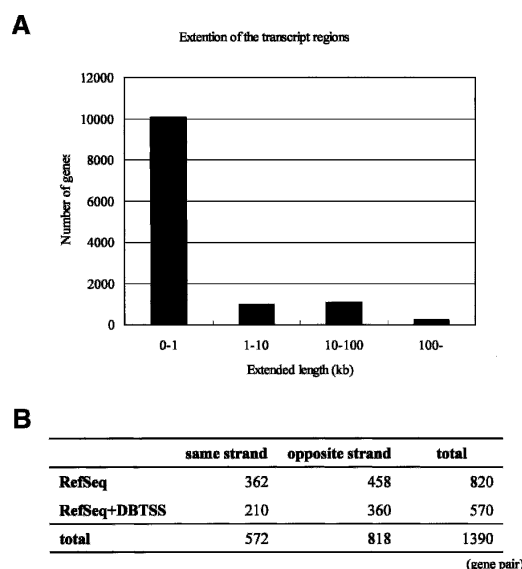 A
Extention of the transcript regions
12000
10000
8000
6000
4000
2000
0
Number of genes
0-1
1-10
10-100
100-
Extended length (kb)
B
same strand opposite strand total
RefSeq 362 458 820
RefSeq+DBTSS 210 360 570
total 572 818 1390
(gene pair)